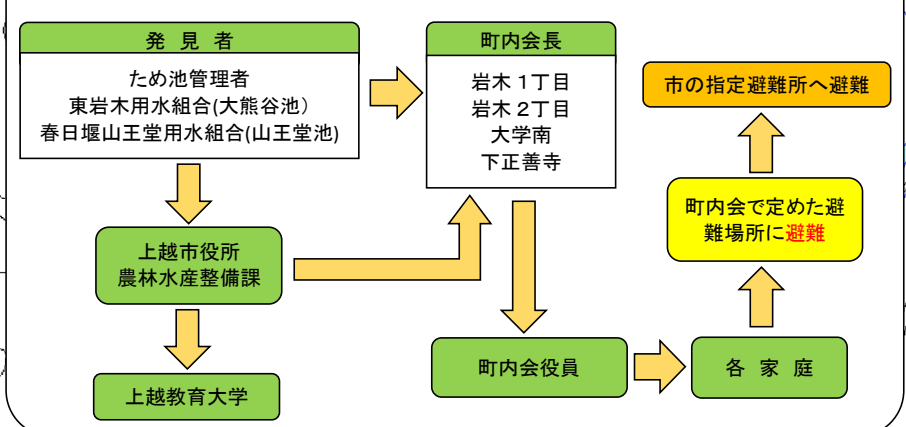 発 見 者
ため池管理者
東岩木用水組合(大熊谷池）
春日堰山王堂用水組合(山王堂池)
町内会長
岩木 1丁目
岩木 2丁目
大学南
下正善寺
市の指定避難所へ避難
町内会で定めた避
難場所に避難
上越市役所
農林水産整備課
町内会役員
各 家 庭
上越教育大学